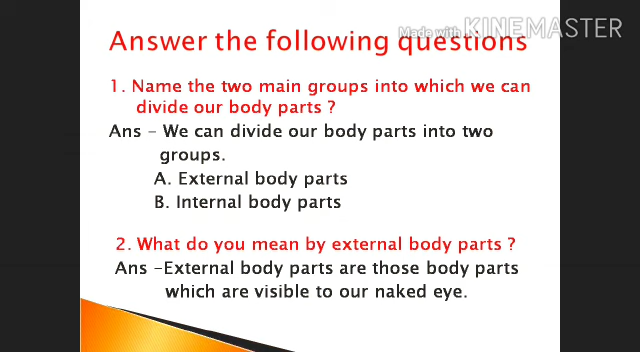 Made with KINEMASTER
Answer the following questions
1. Name the two main groups into which we can
divide our body parts ?
Ans - We can divide our body parts into two
groups.
A. External body parts
B. Internal body parts
2. What do you mean by external body parts ?
Ans -External body parts are those body parts
which are visible to our naked eye.